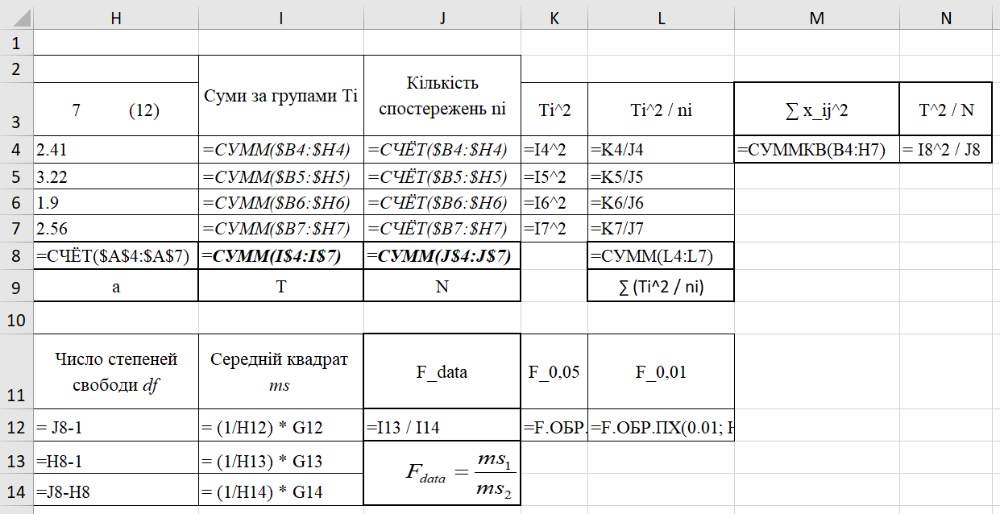 H I J K L M N
1
2
3 7 (12) Суми за групами Ti Кількість
спостережень ni Ti^2 Ti^2 / ni ∑ x_ij^2 T^2 / N
4 2.41 =СУММ($B4:$H4) =СЧЁТ($B4:$H4) =I4^2 =K4/J4 =СУММКВ(B4:H7) = I8^2 / J8
5 3.22 =СУММ($B5:$H5) =СЧЁТ($B5:$H5) =I5^2 =K5/J5
6 1.9 =СУММ($B6:$H6) =СЧЁТ($B6:$H6) =I6^2 =K6/J6
7 2.56 =СУММ($B7:$H7) =СЧЁТ($B7:$H7) =I7^2 =K7/J7
8 =СЧЁТ($A$4:$A$7) =СУММ(I$4:I$7) =СУММ(J$4:J$7) =СУММ(L4:L7)
9 a T N ∑ (Ti^2 / ni)
10
11 Число степеней
свободи df Середній квадрат
ms F_data F_0,05 F_0,01
12 = J8-1 = (1/H12) * G12 =I13 / I14 =F.ОБР. =F.ОБР.ПХ(0.01; H
13 =H8-1 = (1/H13) * G13 F_data = ms_1 / ms_2
14 =J8-H8 = (1/H14) * G14